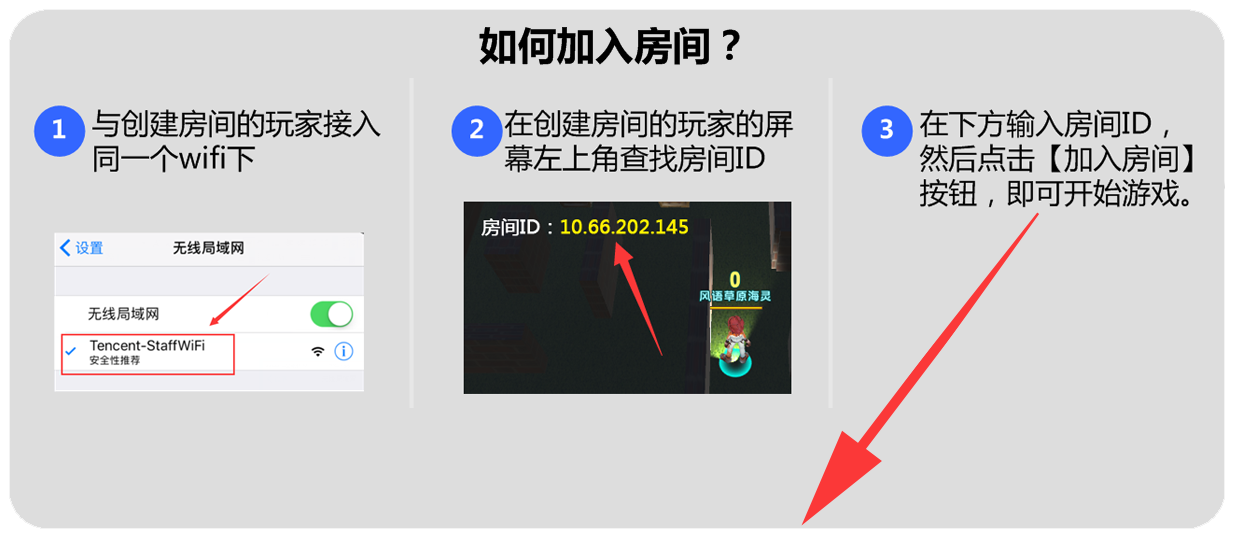 如何加入房间？
1
与创建房间的玩家接入
同一个wifi下
设置
无线局域网
无线局域网
Tencent-StaffWiFi
安全性推荐
2
在创建房间的玩家的屏
幕左上角查找房间ID
房间ID：10.66.202.145
0
风语草原海灵
3
在下方输入房间ID，
然后点击【加入房间】
按钮，即可开始游戏。